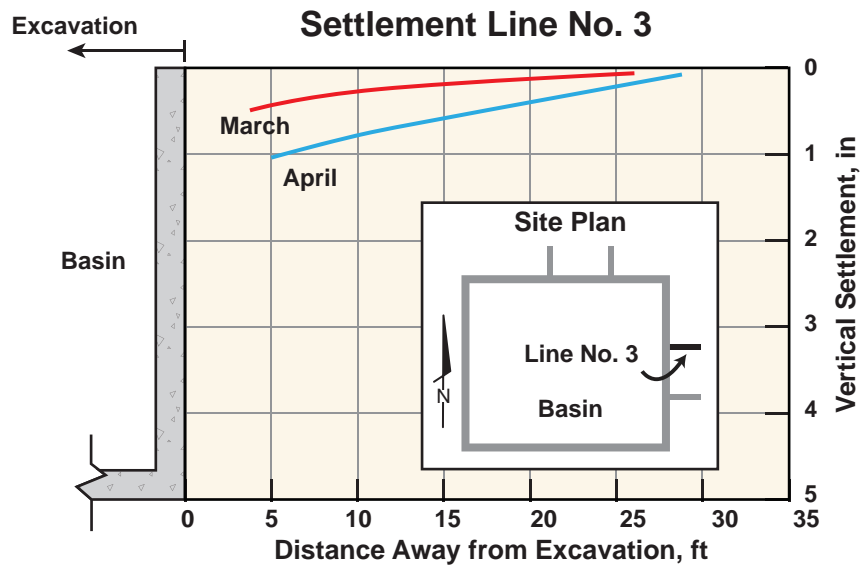 Settlement Line No. 3
Excavation
0
March
1
April
Site Plan
2
Basin
3
Line No. 3
N
Basin
4
5
Vertical Settlement, in
0 5 10 15 20 25 30 35
Distance Away from Excavation, ft